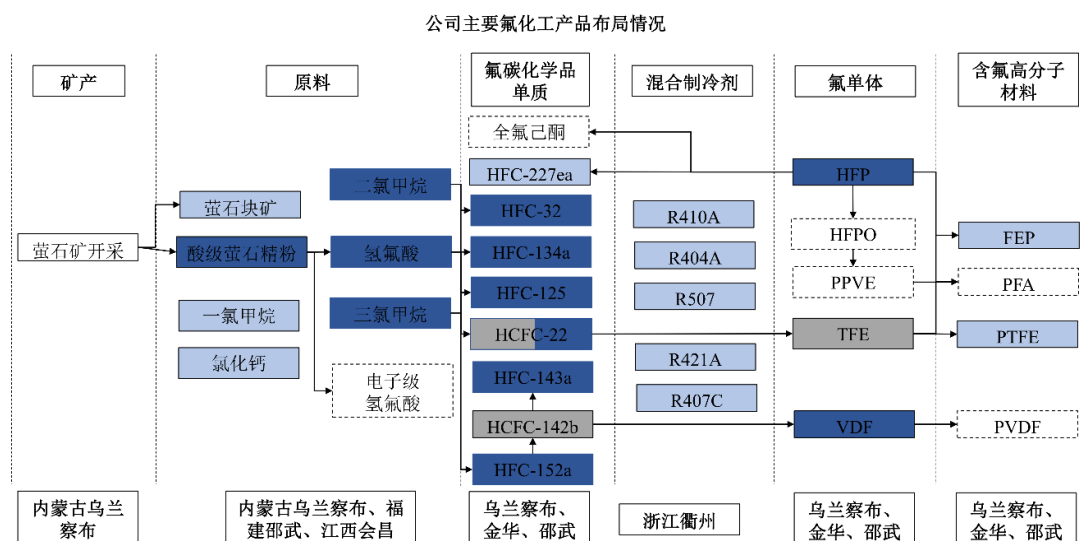 公司主要氟化工产品布局情况
矿产
原料
氟碳化学品
单质
混合制冷剂
氟单体
含氟高分子
材料
萤石矿开采
萤石块矿
酸级萤石精粉
一氯甲烷
氯化钙
二氯甲烷
氢氟酸
三氯甲烷
电子级
氢氟酸
全氟己酮
HFC-227ea
HFC-32
HFC-134a
HFC-125
HCFC-22
HFC-143a
HCFC-142b
HFC-152a
R410A
R404A
R507
R421A
R407C
HFP
HFPO
PPVE
TFE
VDF
FEP
PFA
PTFE
PVDF
内蒙古乌兰
察布
内蒙古乌兰察布、福
建邵武、江西会昌
乌兰察布、
金华、邵武
浙江衢州
乌兰察布、
金华、邵武
乌兰察布、
金华、邵武